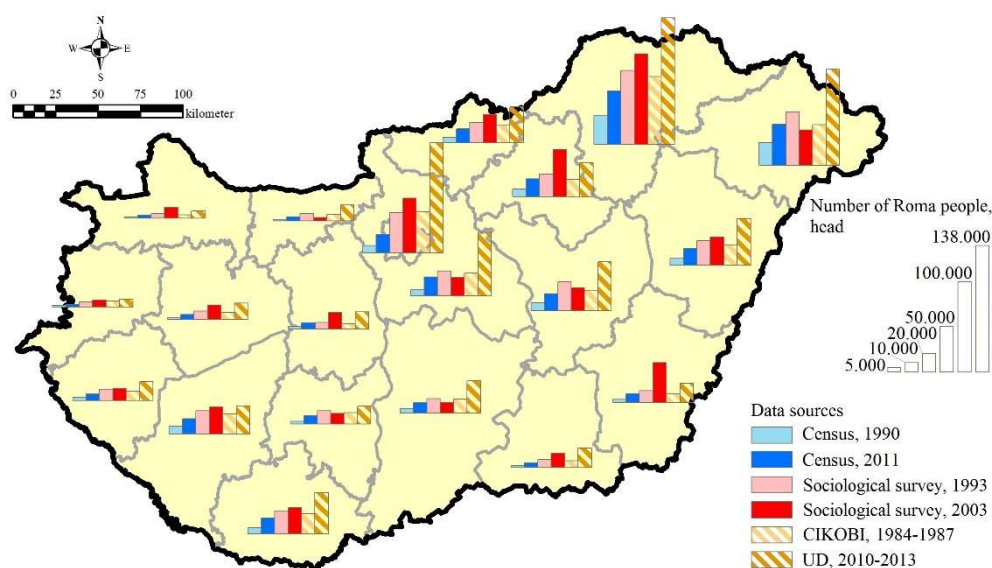 N
W E
S
0 25 50 75 100
kilometer
Number of Roma people,
head
138.000
100.000
50.000
20.000
10.000
5.000
Data sources
Census, 1990
Census, 2011
Sociological survey, 1993
Sociological survey, 2003
CIKOBI, 1984-1987
UD, 2010-2013